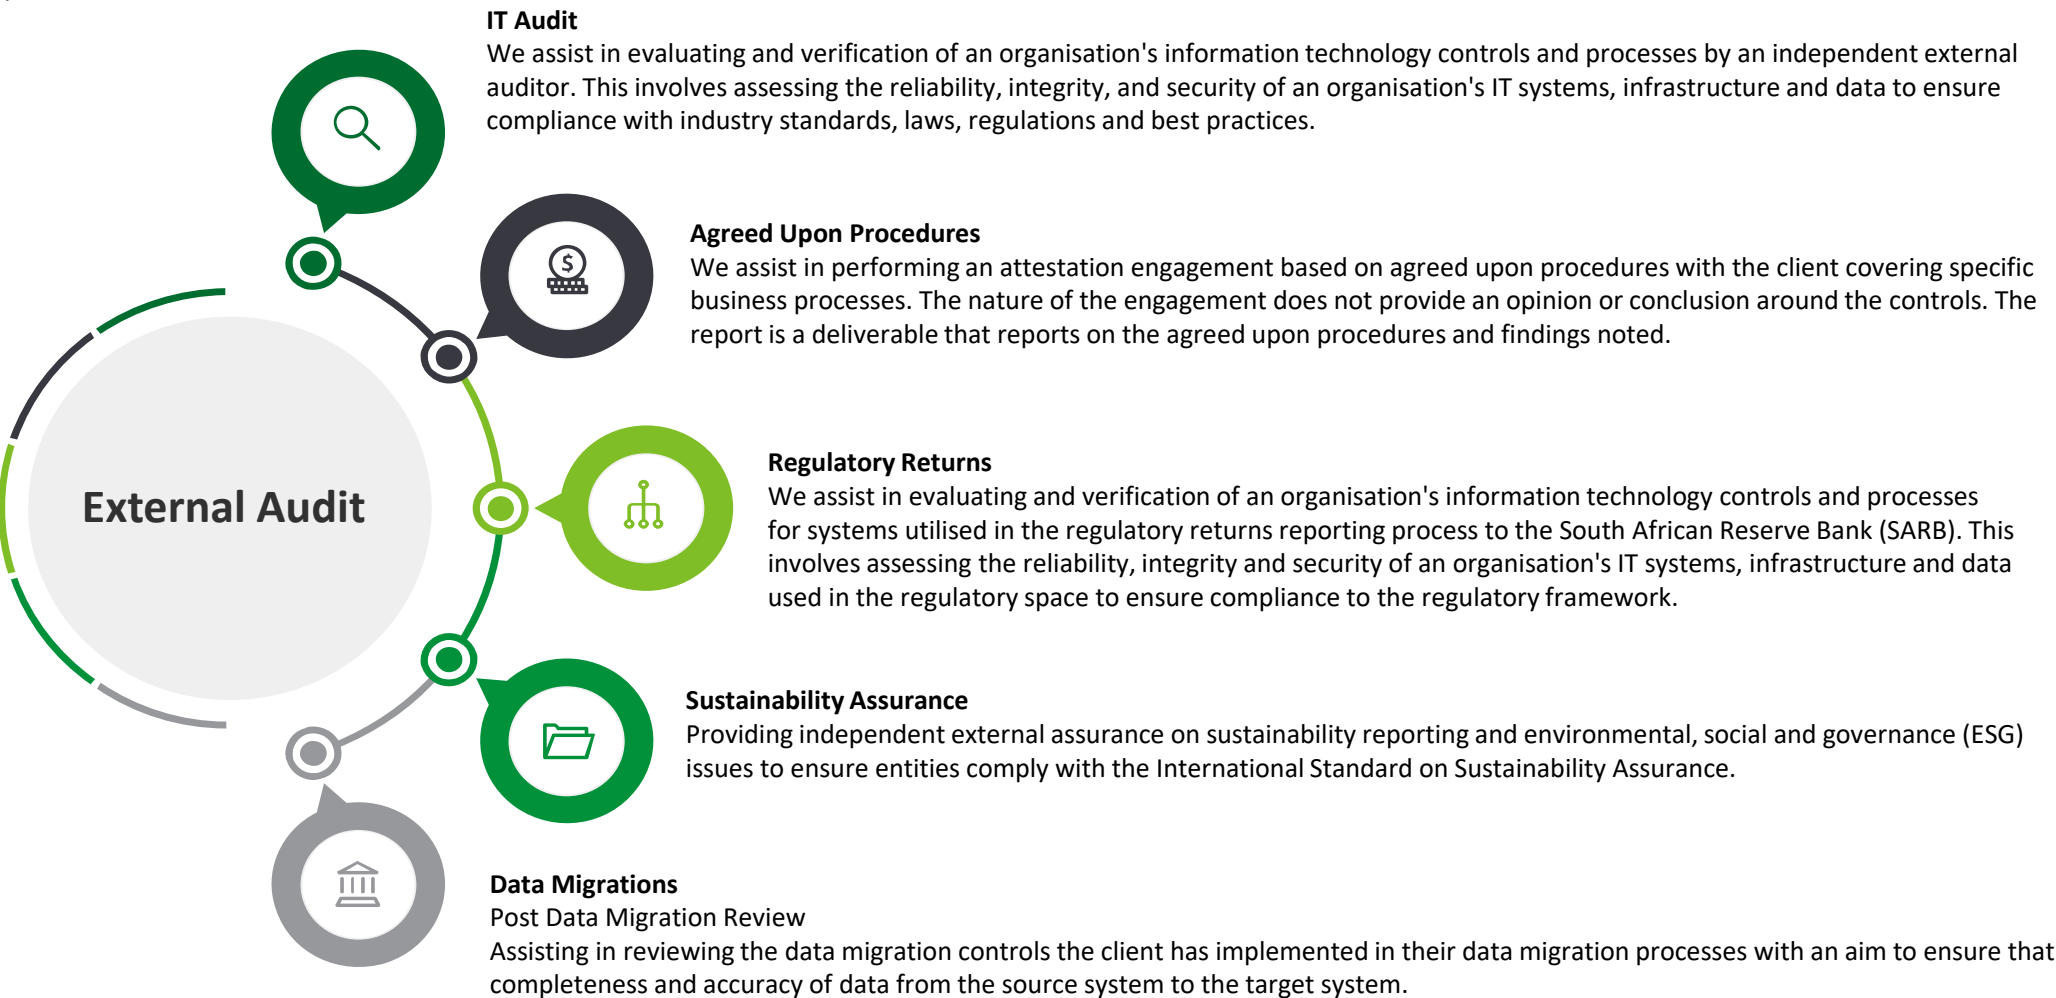 IT Audit
We assist in evaluating and verification of an organisation's information technology controls and processes by an independent external
auditor. This involves assessing the reliability, integrity, and security of an organisation's IT systems, infrastructure and data to ensure
compliance with industry standards, laws, regulations and best practices.
Agreed Upon Procedures
We assist in performing an attestation engagement based on agreed upon procedures with the client covering specific
business processes. The nature of the engagement does not provide an opinion or conclusion around the controls. The
report is a deliverable that reports on the agreed upon procedures and findings noted.
External Audit
Regulatory Returns
We assist in evaluating and verification of an organisation's information technology controls and processes
for systems utilised in the regulatory returns reporting process to the South African Reserve Bank (SARB). This
involves assessing the reliability, integrity and security of an organisation's IT systems, infrastructure and data
used in the regulatory space to ensure compliance to the regulatory framework.
Sustainability Assurance
Providing independent external assurance on sustainability reporting and environmental, social and governance (ESG)
issues to ensure entities comply with the International Standard on Sustainability Assurance.
Data Migrations
Post Data Migration Review
Assisting in reviewing the data migration controls the client has implemented in their data migration processes with an aim to ensure that
completeness and accuracy of data from the source system to the target system.